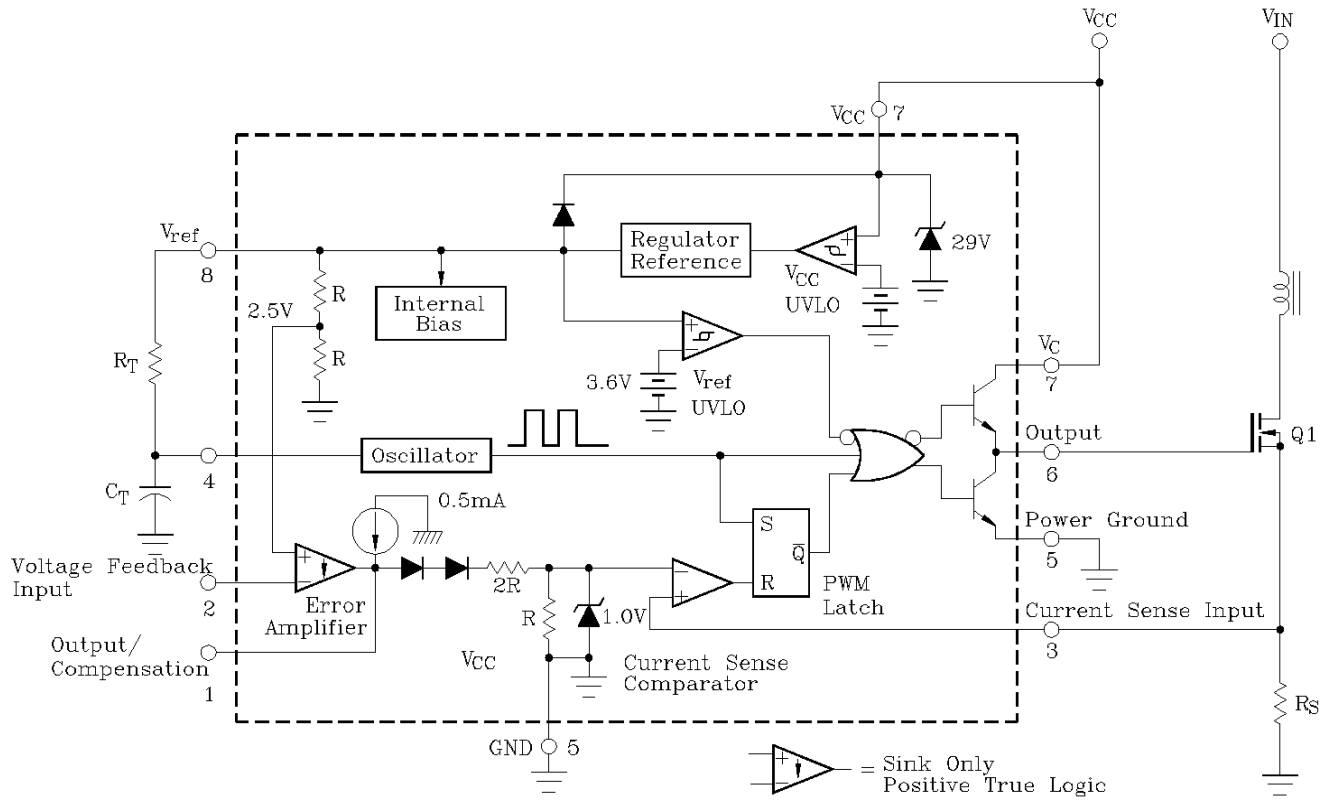 VCC
VIN
VCC 7
Vref
8
Regulator
Reference
29V
VCC
UVLO
2.5V
R
Internal
Bias
R
RT
3.6V
Vref
UVLO
VC
7
Output
6
Q1
4
Oscillator
CT
0.5mA
S
Q
R
PWM
Latch
Power Ground
5
Voltage Feedback
Input
2
Error
Amplifier
2R
R
1.0V
Current Sense Input
3
Output/
Compensation
1
VCC
Current Sense
Comparator
RS
GND 5
= Sink Only
Positive True Logic